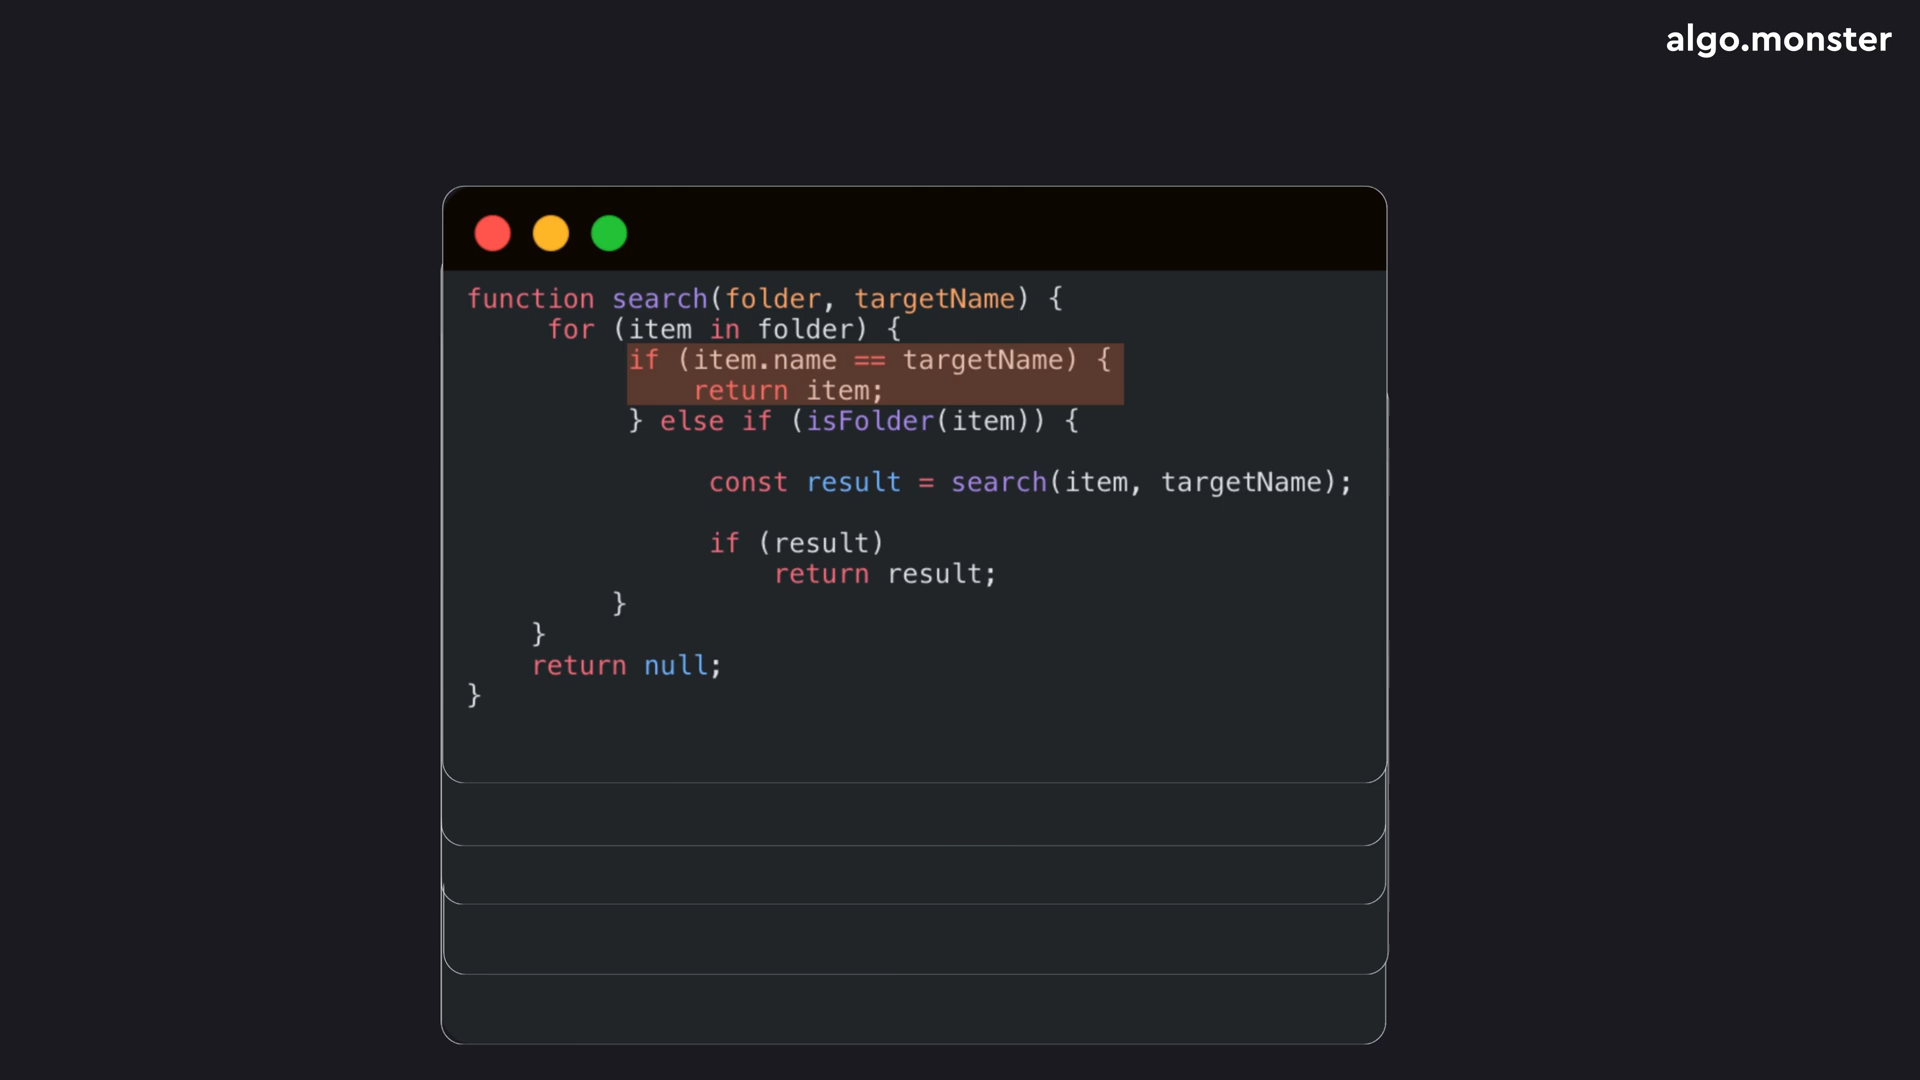 algo.monster
function search(folder, targetName) {
for (item in folder) {
if (item.name == targetName) {
return item;
} else if (isFolder(item)) {
const result = search(item, targetName);
if (result)
return result;
}
}
return null;
}